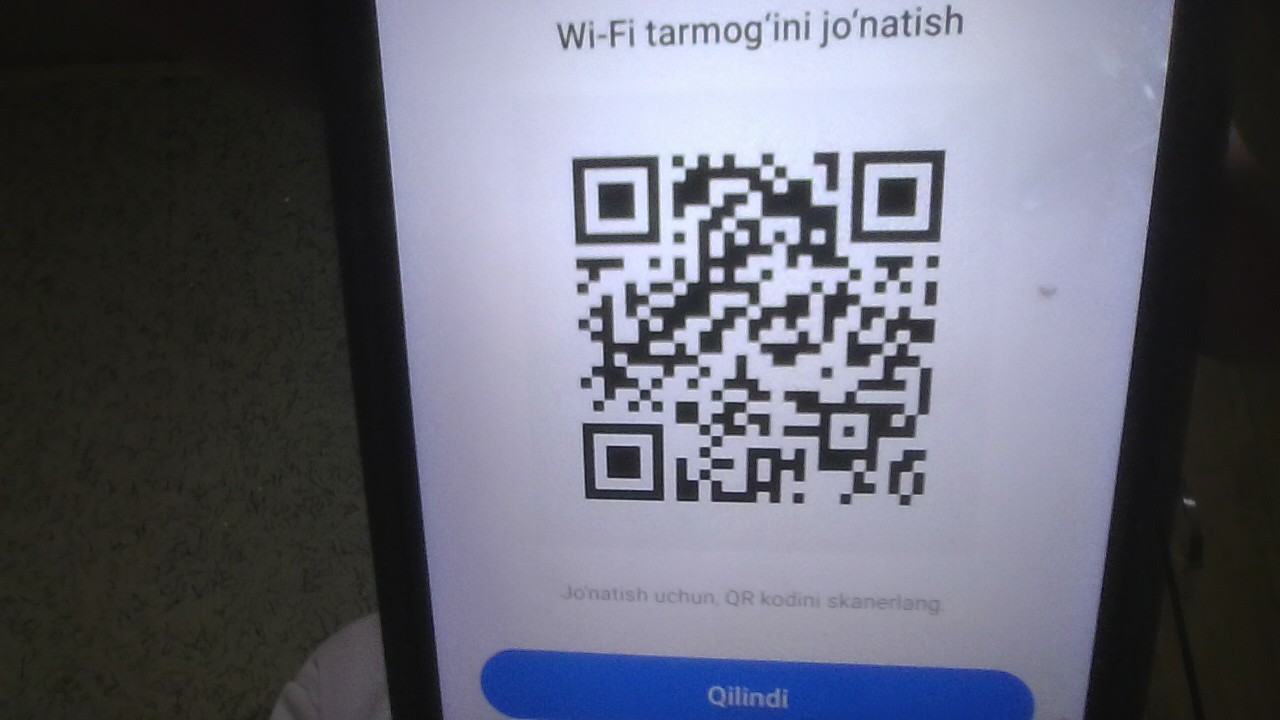 Wi-Fi tarmog‘ini jo‘natish
Jo‘natish uchun, QR kodini skanerlang.
Qilindi